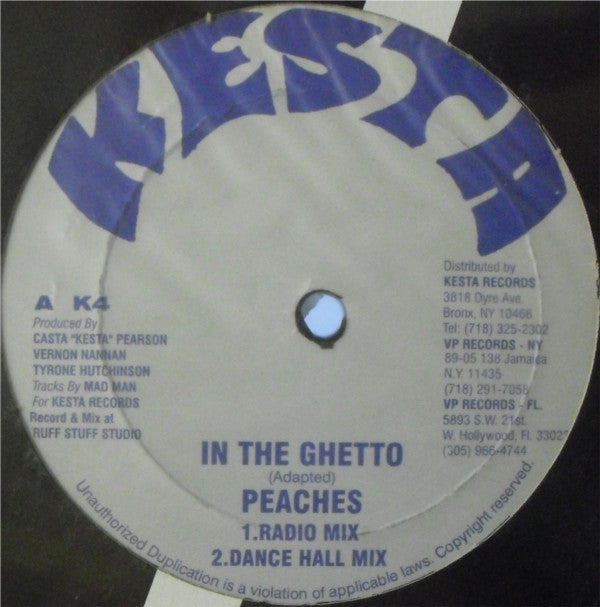 KESTA
A K4
Produced By
CASTA "KESTA" PEARSON
VERNON NANNAN
TYRONE HUTCHINSON
Tracks By MAD MAN
For KESTA RECORDS
Record & Mix at
RUFF STUFF STUDIO
Distributed by
KESTA RECORDS
3818 Dyre Ave.
Bronx, NY 10466
Tel: (718) 325-2302
VP RECORDS - NY
89-05 138 Jamaica
N.Y. 11435
(718) 291-7058
VP RECORDS - FL.
5893 S.W. 21st.
W. Hollywood, FL 33023
(305) 966-4744
IN THE GHETTO
(Adapted)
PEACHES
1.RADIO MIX
2.DANCE HALL MIX
Unauthorized Duplication is a violation of applicable laws. Copyright reserved.